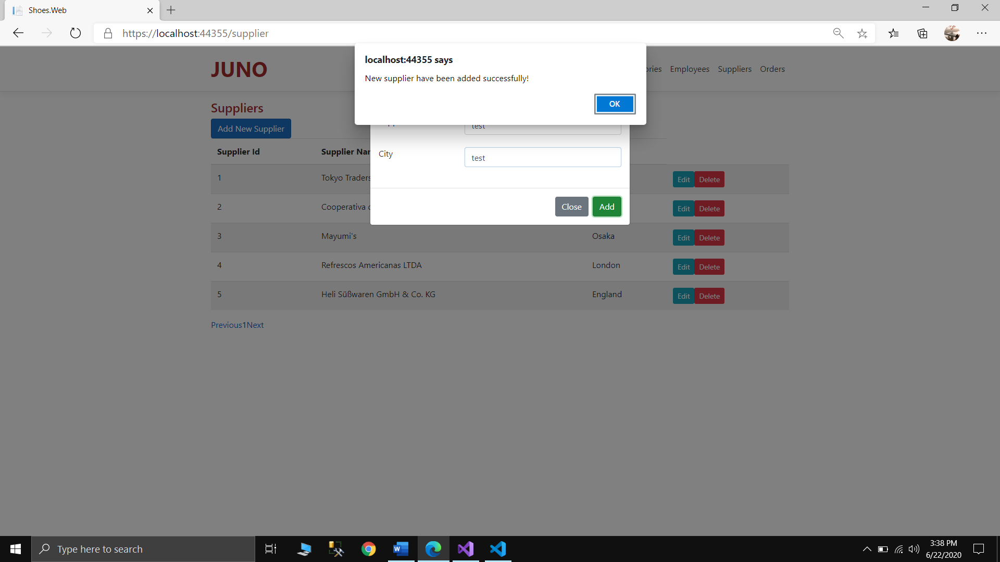 Shoes.Web
https://localhost:44355/supplier
localhost:44355 says
New supplier have been added successfully!
OK
JUNO
Employees Suppliers Orders
Suppliers
Add New Supplier
test
City test
Supplier Id Supplier
1 Tokyo Traders Edit Delete
2 Cooperativa Edit Delete
Close Add
3 Mayumi's Osaka Edit Delete
4 Refrescos Americanas LTDA London Edit Delete
5 Heli Süßwaren GmbH & Co. KG England Edit Delete
Previous1Next
Type here to search
3:38 PM
6/22/2020